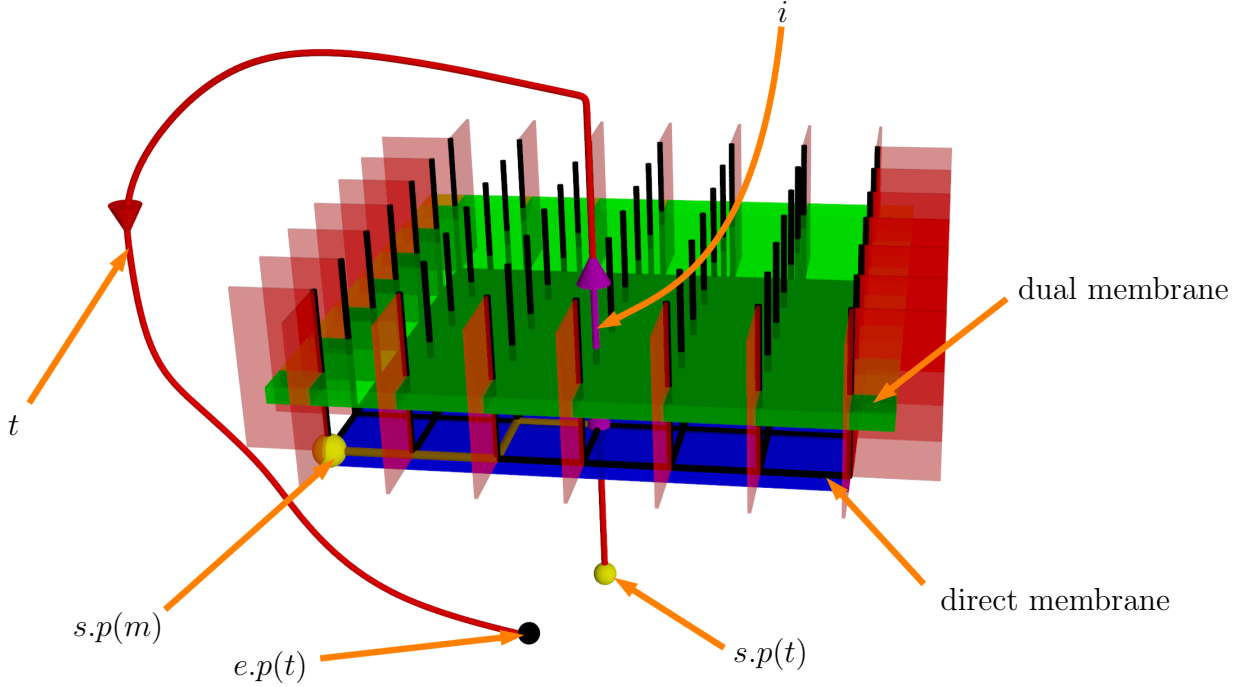 i
dual membrane
t
direct membrane
s.p(m)
s.p(t)
e.p(t)